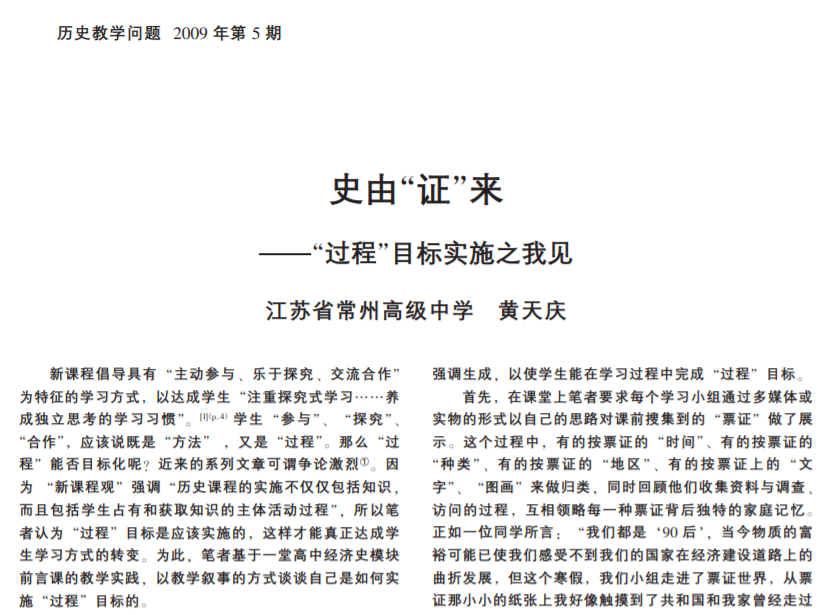 历史教学问题 2009 年第 5 期
史由“证”来
——“过程”目标实施之我见
江苏省常州高级中学 黄天庆
新课程倡导具有“主动参与、乐于探究、交流合作”
为特征的学习方式，以达成学生“注重探究式学习……养
成独立思考的学习习惯”。[1](p.4) 学生“参与”、“探究”、
“合作”，应该说既是“方法”，又是“过程”。那么“过
程”能否目标化呢？近来的系列文章可谓争论激烈①。因
为“新课程观”强调“历史课程的实施不仅仅包括知识，
而且包括学生占有和获取知识的主体活动过程”，所以笔
者认为“过程”目标是应该实施的，这样才能真正达成学
生学习方式的转变。为此，笔者基于一堂高中经济史模块
前言课的教学实践，以教学叙事的方式谈谈自己是如何实
施“过程”目标的。
强调生成，以使学生能在学习过程中完成“过程”目标。
首先，在课堂上笔者要求每个学习小组通过多媒体或
实物的形式以自己的思路对课前搜集到的“票证”做了展
示。这个过程中，有的按票证的“时间”、有的按票证的
“种类”、有的按票证的“地区”、有的按票证上的“文
字”、“图画”来做归类，同时回顾他们收集资料与调查、
访问的过程，互相领略每一种票证背后独特的家庭记忆。
正如一位同学所言：“我们都是‘90 后’，当今物质的富
裕可能已使我们感受不到我们的国家在经济建设道路上的
曲折发展，但这个寒假，我们小组走进了票证世界，从票
证那小小的纸张上我好像触摸到了共和国和我家曾经走过